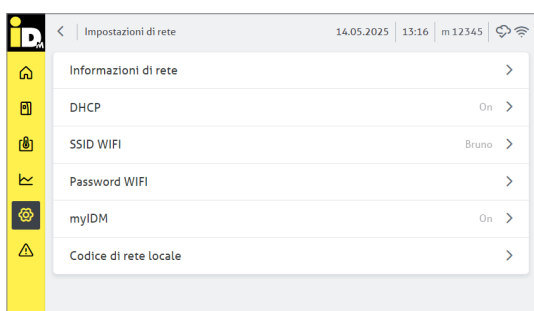 iDM
Impostazioni di rete 14.05.2025 13:16 m 12345
Informazioni di rete
DHCP On
SSID WIFI Bruno
Password WIFI
myIDM On
Codice di rete locale